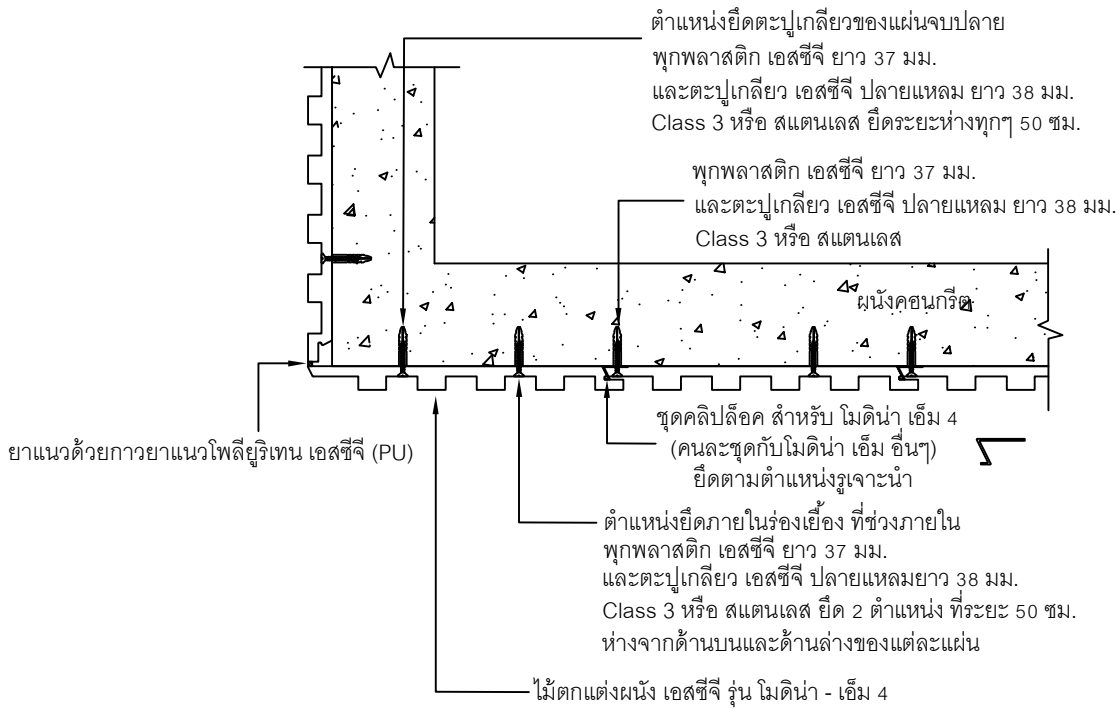 ตำแหน่งยึดตะปูเกลียวของแผ่นจบปลาย
พุกพลาสติก เอสซีจี ยาว 37 มม.
และตะปูเกลียว เอสซีจี ปลายแหลม ยาว 38 มม.
Class 3 หรือ สแตนเลส ยึดระยะห่างทุกๆ 50 ซม.
พุกพลาสติก เอสซีจี ยาว 37 มม.
และตะปูเกลียว เอสซีจี ปลายแหลม ยาว 38 มม.
Class 3 หรือ สแตนเลส
ผนังคอนกรีต
ชุดคลิปล็อค สำหรับ โมดิน่า เอ็ม 4
(คนละชุดกับโมดิน่า เอ็ม อื่นๆ)
ยึดตามตำแหน่งรูเจาะนำ
ยาแนวด้วยกาวยาแนวโพลียูริเทน เอสซีจี (PU)
ตำแหน่งยึดภายในร่องเยื้อง ที่ช่วงภายใน
พุกพลาสติก เอสซีจี ยาว 37 มม.
และตะปูเกลียว เอสซีจี ปลายแหลมยาว 38 มม.
Class 3 หรือ สแตนเลส ยึด 2 ตำแหน่ง ที่ระยะ 50 ซม.
ห่างจากด้านบนและด้านล่างของแต่ละแผ่น
ไม้ตกแต่งผนัง เอสซีจี รุ่น โมดิน่า - เอ็ม 4